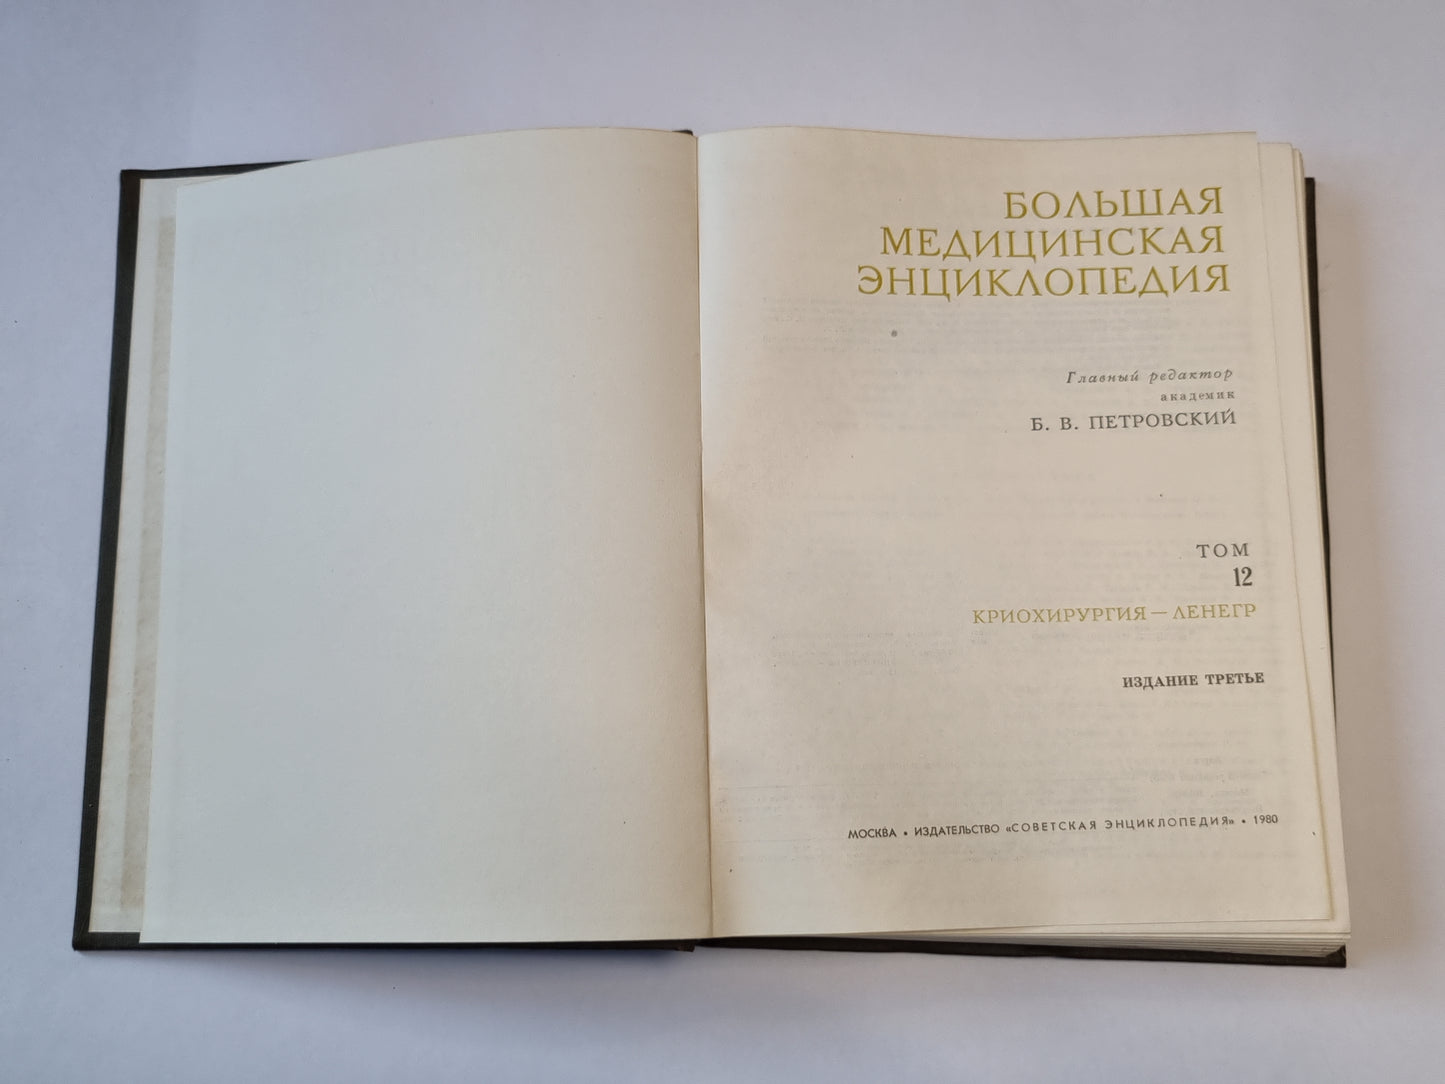 БОЛЬШАЯ
МЕДИЦИНСКАЯ
ЭНЦИКЛОПЕДИЯ
Главный редактор
академик
Б. В. ПЕТРОВСКИЙ
ТОМ
12
КРИОХИРУРГИЯ — ЛЕНЕГР
ИЗДАНИЕ ТРЕТЬЕ
МОСКВА • ИЗДАТЕЛЬСТВО «СОВЕТСКАЯ ЭНЦИКЛОПЕДИЯ» • 1980